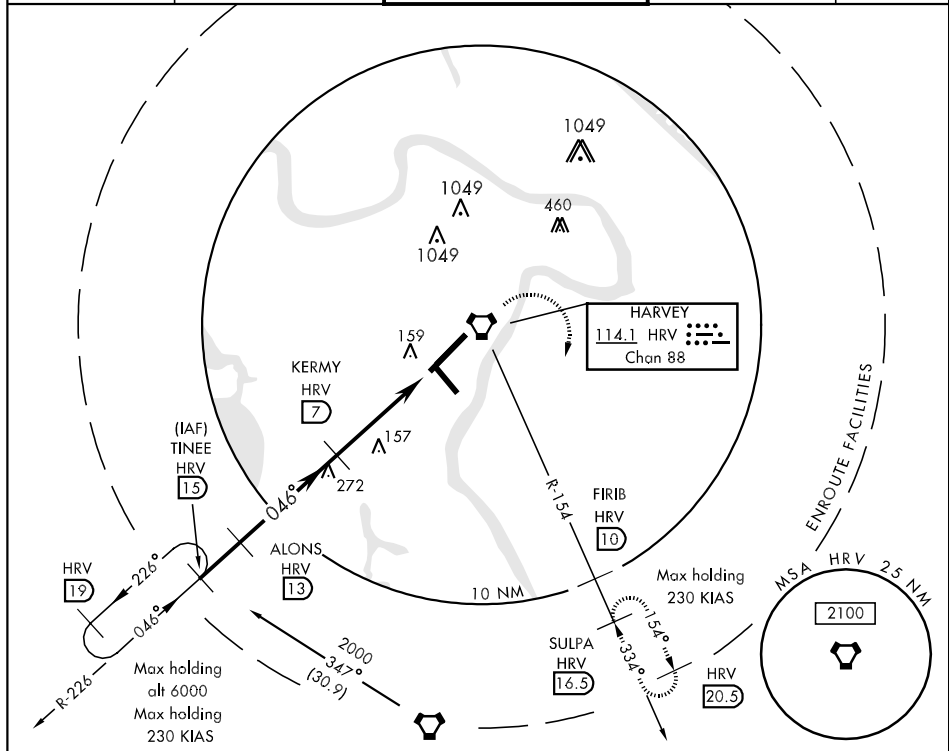 1049
1049
460
1049
HARVEY
114.1 HRV
Chan 88
159
KERMY
HRV
7
157
(IAF)
TINEE
HRV
15
272
046°
R-154
FIRIB
HRV
10
ENROUTE FACILITIES
ALONS
HRV
13
HRV
19
226°
046°
10 NM
Max holding
230 KIAS
MSA HRV 25 NM
2100
2000
347°
(30.9)
SULPA
HRV
16.5
154°
334°
HRV
20.5
R-226
Max holding
alt 6000
Max holding
230 KIAS